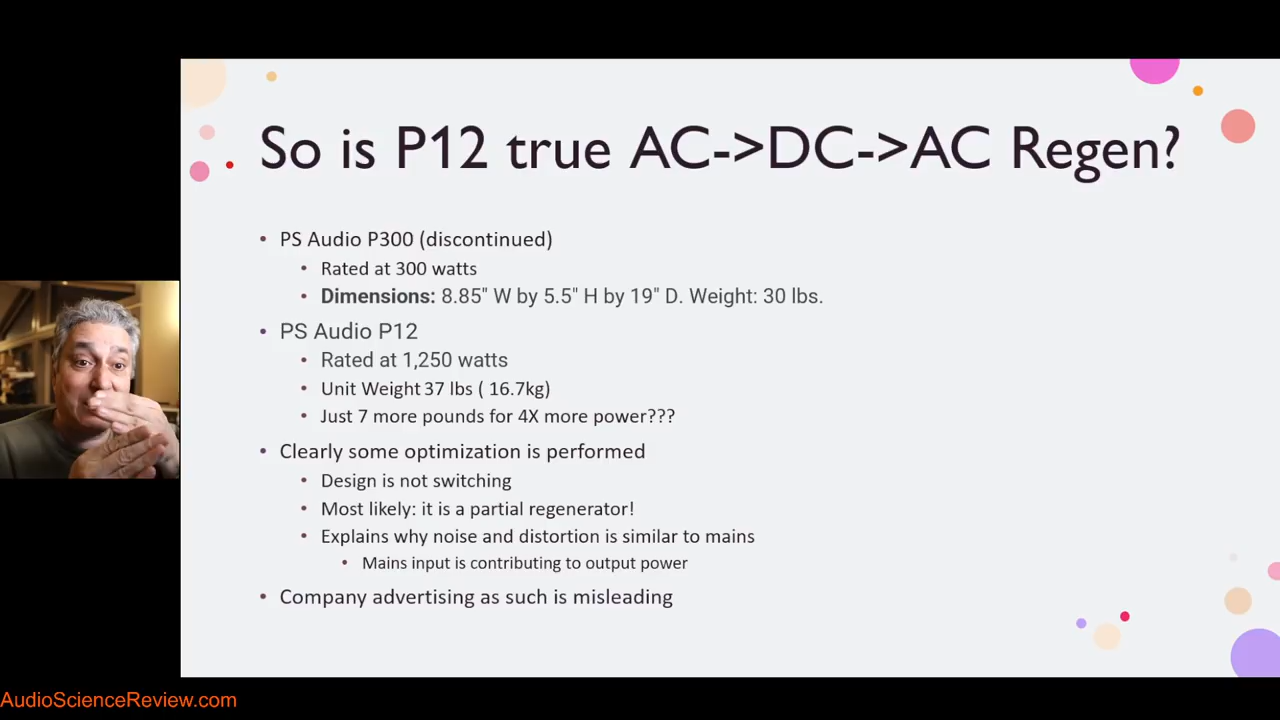 So is P12 true AC->DC->AC Regen?
• PS Audio P300 (discontinued)
• Rated at 300 watts
• Dimensions: 8.85" W by 5.5" H by 19" D. Weight: 30 lbs.
• PS Audio P12
• Rated at 1,250 watts
• Unit Weight 37 lbs ( 16.7kg)
• Just 7 more pounds for 4X more power???
• Clearly some optimization is performed
• Design is not switching
• Most likely: it is a partial regenerator!
• Explains why noise and distortion is similar to mains
• Mains input is contributing to output power
• Company advertising as such is misleading
AudioScienceReview.com